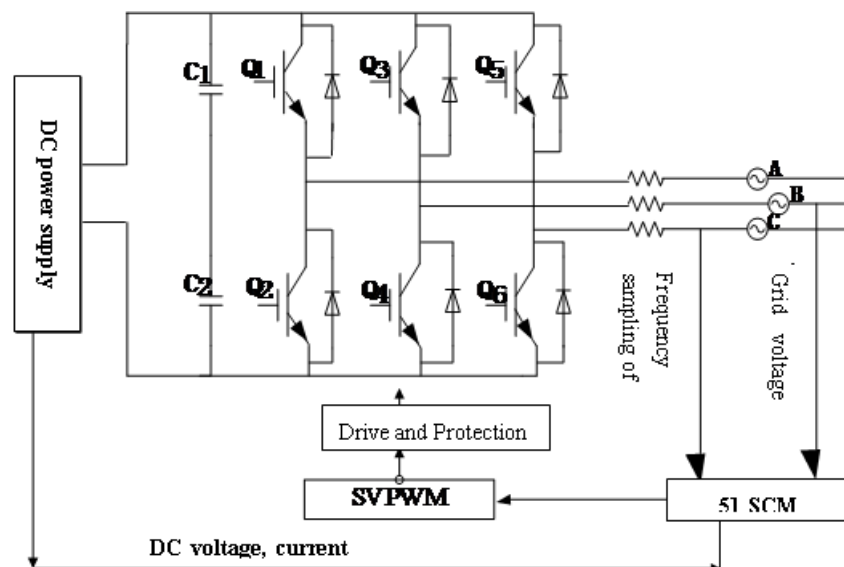 C1
Q1
Q3
Q5
DC power supply
A
B
C
C2
Q2
Q4
Q6
Frequency
sampling of
Grid voltage
Drive and Protection
SVPWM
51 SCM
DC voltage, current